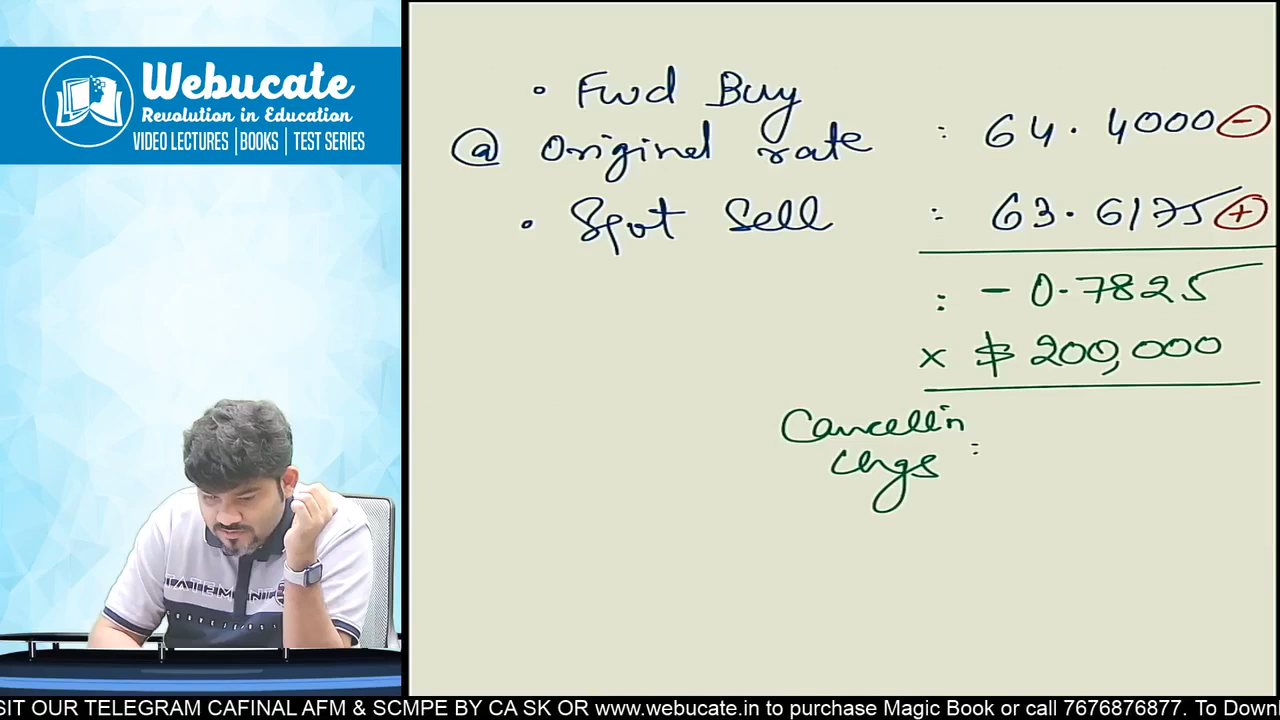 Webucate
Revolution in Education
VIDEO LECTURES | BOOKS | TEST SERIES
• Fwd Buy
@ Original rate : 64.4000 -
• Spot Sell : 63.6175 +
: - 0.7825
x $ 200,000
Cancell'n
chgs :
SIT OUR TELEGRAM CAFINAL AFM & SCMPE BY CA SK OR www.webucate.in to purchase Magic Book or call 7676876877. To Down